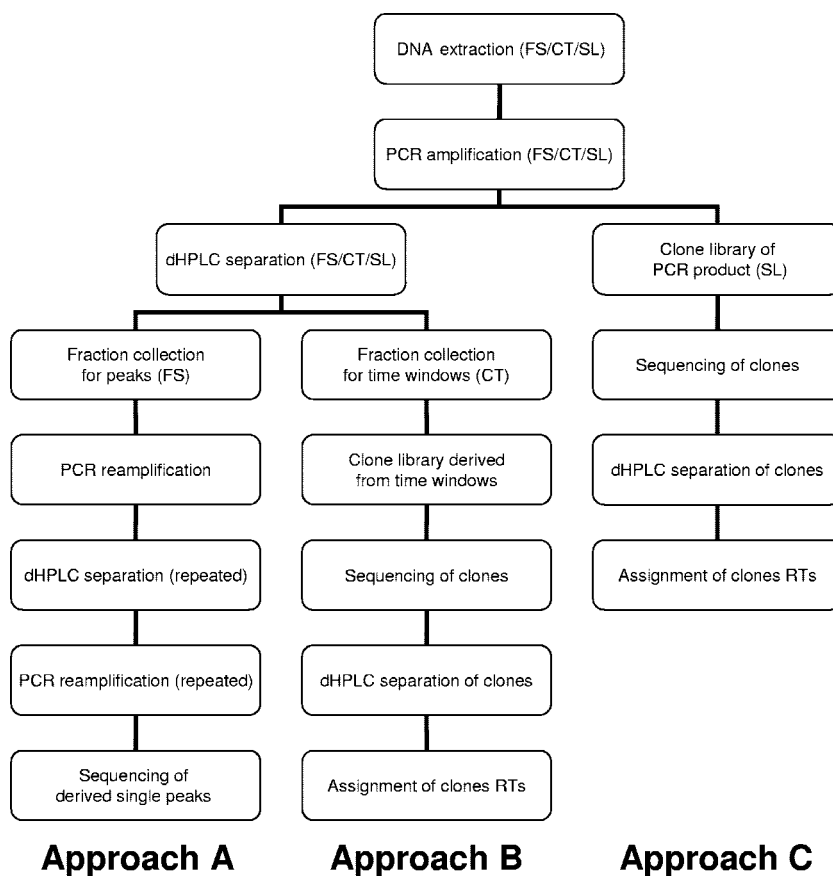 DNA extraction (FS/CT/SL)
PCR amplification (FS/CT/SL)
dHPLC separation (FS/CT/SL)
Clone library of
PCR product (SL)
Fraction collection
for peaks (FS)
Fraction collection
for time windows (CT)
Sequencing of clones
PCR reamplification
Clone library derived
from time windows
dHPLC separation of clones
dHPLC separation (repeated)
Sequencing of clones
Assignment of clones RTs
PCR reamplification (repeated)
dHPLC separation of clones
Sequencing of
derived single peaks
Assignment of clones RTs
Approach A
Approach B
Approach C